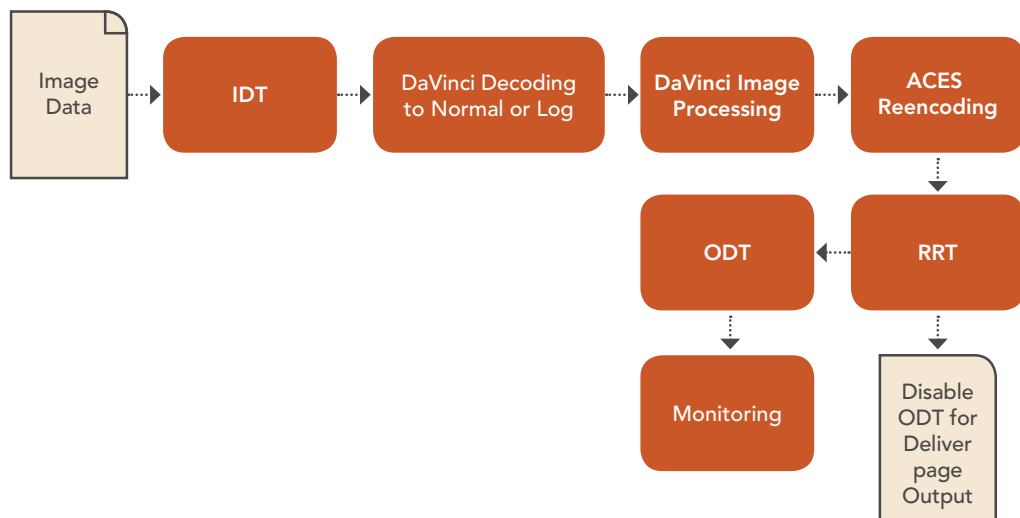 Image
Data
IDT
DaVinci Decoding
to Normal or Log
DaVinci Image
Processing
ACES
Reencoding
ODT
RRT
Monitoring
Disable
ODT for
Deliver
page
Output